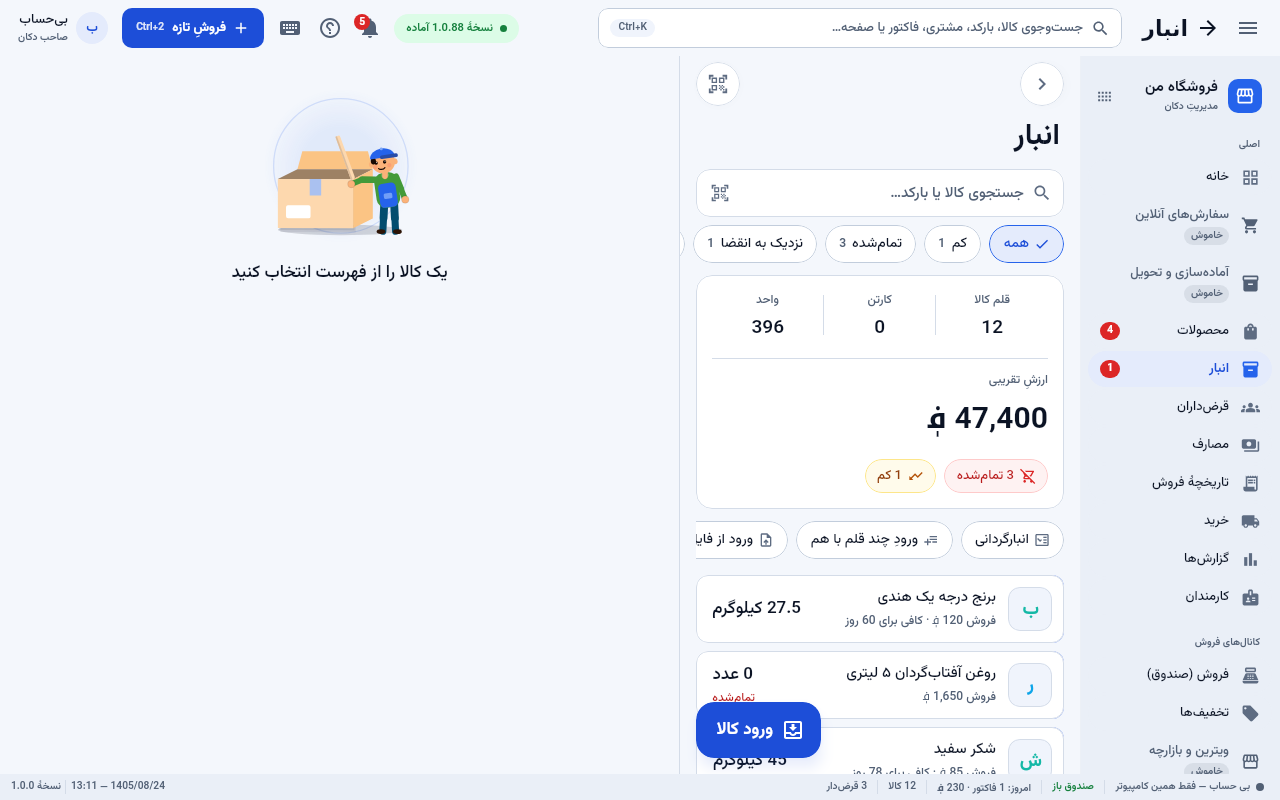 انبار
جست‌وجوی کالا، بارکد، مشتری، فاکتور یا صفحه...
Ctrl+K
نسخهٔ 1.0.88 آماده
5
فروشِ تازه
Ctrl+2
ب
بی‌حساب
صاحب دکان
فروشگاه من
مدیریتِ دکان
اصلی
خانه
سفارش‌های آنلاین
خاموش
آماده‌سازی و تحویل
خاموش
محصولات
4
انبار
1
قرض‌داران
مصارف
تاریخچهٔ فروش
خرید
گزارش‌ها
کارمندان
کانال‌های فروش
فروش (صندوق)
تخفیف‌ها
ویترین و بازارچه
خاموش
انبار
جستجوی کالا یا بارکد...
همه
کم 1
تمام‌شده 3
نزدیک به انقضا 1
قلم کالا
12
کارتن
0
واحد
396
ارزشِ تقریبی
47,400 ؋
3 تمام‌شده
1 کم
انبارگردانی
ورودِ چند قلم با هم
ورود از فایل
ب
برنج درجه یک هندی
فروش 120 ؋ · کافی برای 60 روز
27.5 کیلوگرم
ر
روغن آفتاب‌گردان ۵ لیتری
فروش 1,650 ؋
0 عدد
تمام‌شده
ش
شکر سفید
فروش 85 ؋ · کافی برای 78 روز
45 کیلوگرم
ورود کالا
یک کالا را از فهرست انتخاب کنید
بی حساب — فقط همین کامپیوتر
صندوق باز
امروز: 1 فاکتور · 230 ؋
12 کالا
3 قرض‌دار
1405/08/24 — 13:11
نسخهٔ 1.0.0